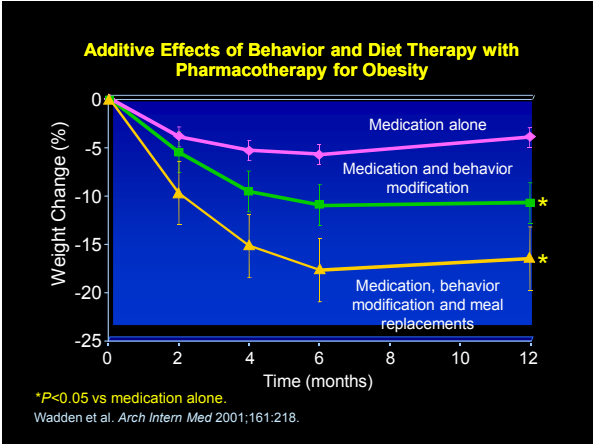 Additive Effects of Behavior and Diet Therapy with
Pharmacotherapy for Obesity
Weight Change (%)
0
-5
-10
-15
-20
-25
Medication alone
Medication and behavior
modification
*
*
Medication, behavior
modification and meal
replacements
0 2 4 6 8 10 12
Time (months)
*P<0.05 vs medication alone.
Wadden et al. Arch Intern Med 2001;161:218.